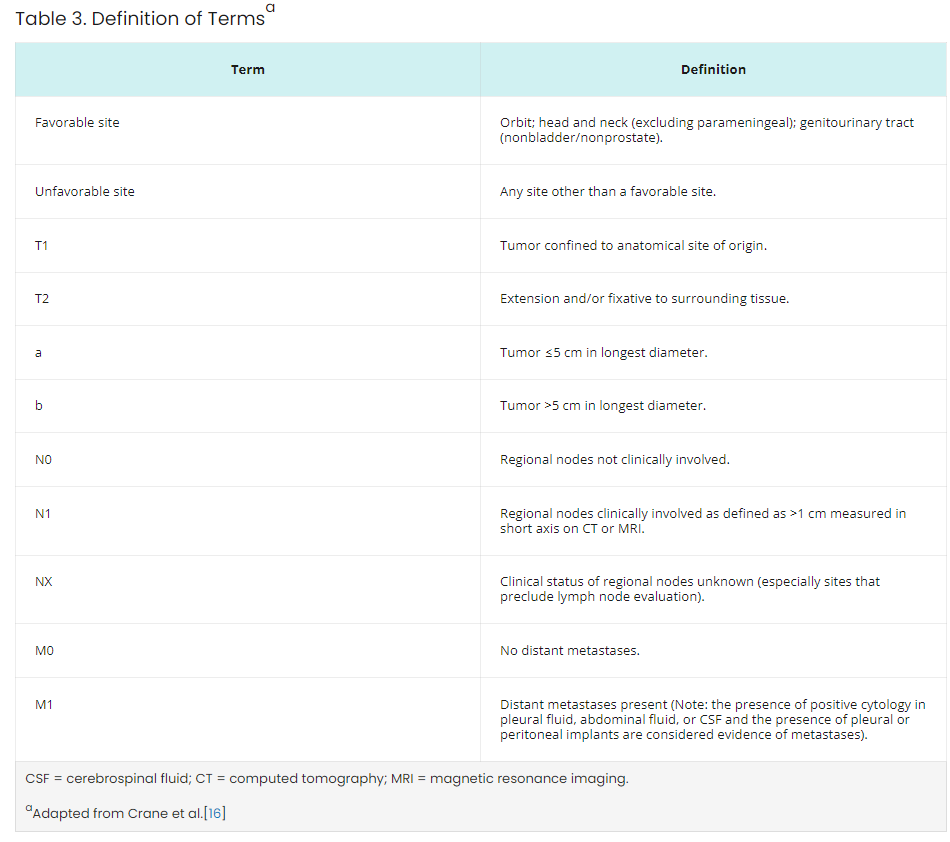 Table 3. Definition of Termsa
Term
Definition
Favorable site
Orbit; head and neck (excluding parameningeal); genitourinary tract
(nonbladder/nonprostate).
Unfavorable site
Any site other than a favorable site.
T1
Tumor confined to anatomical site of origin.
T2
Extension and/or fixative to surrounding tissue.
a
Tumor ≤5 cm in longest diameter.
b
Tumor >5 cm in longest diameter.
N0
Regional nodes not clinically involved.
N1
Regional nodes clinically involved as defined as >1 cm measured in
short axis on CT or MRI.
NX
Clinical status of regional nodes unknown (especially sites that
preclude lymph node evaluation).
M0
No distant metastases.
M1
Distant metastases present (Note: the presence of positive cytology in
pleural fluid, abdominal fluid, or CSF and the presence of pleural or
peritoneal implants are considered evidence of metastases).
CSF = cerebrospinal fluid; CT = computed tomography; MRI = magnetic resonance imaging.
aAdapted from Crane et al.[16]